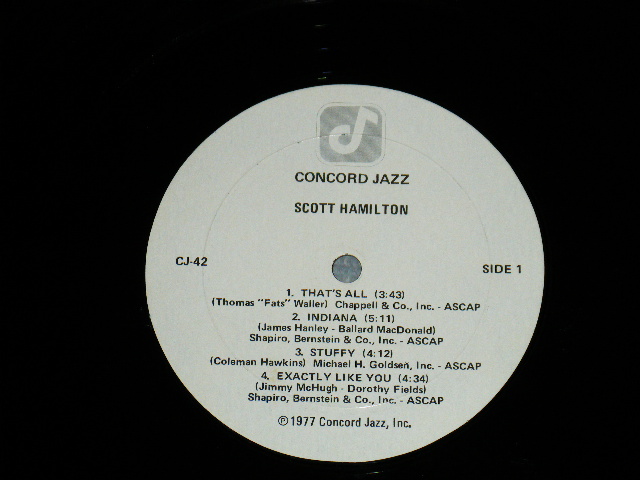 CONCORD JAZZ
SCOTT HAMILTON
CJ-42
SIDE 1
1. THAT'S ALL (3:43)
(Thomas "Fats" Waller) Chappell & Co., Inc. - ASCAP
2. INDIANA (5:11)
(James Hanley - Ballard MacDonald)
Shapiro, Bernstein & Co., Inc. - ASCAP
3. STUFFY (4:12)
(Coleman Hawkins) Michael H. Goldsen, Inc. - ASCAP
4. EXACTLY LIKE YOU (4:34)
(Jimmy McHugh - Dorothy Fields)
Shapiro, Bernstein & Co., Inc. - ASCAP
℗1977 Concord Jazz, Inc.